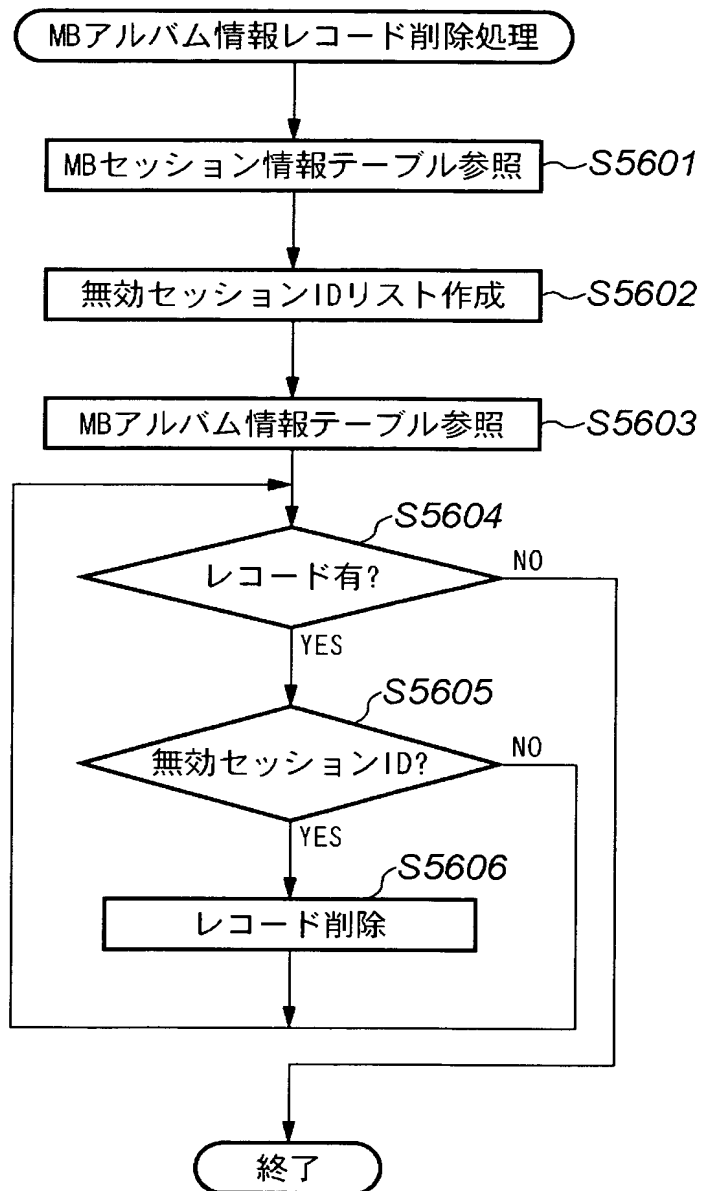 MBアルバム情報レコード削除処理
MBセッション情報テーブル参照
S5601
無効セッションIDリスト作成
S5602
MBアルバム情報テーブル参照
S5603
S5604
レコード有?
NO
YES
S5605
無効セッションID?
NO
YES
S5606
レコード削除
終了